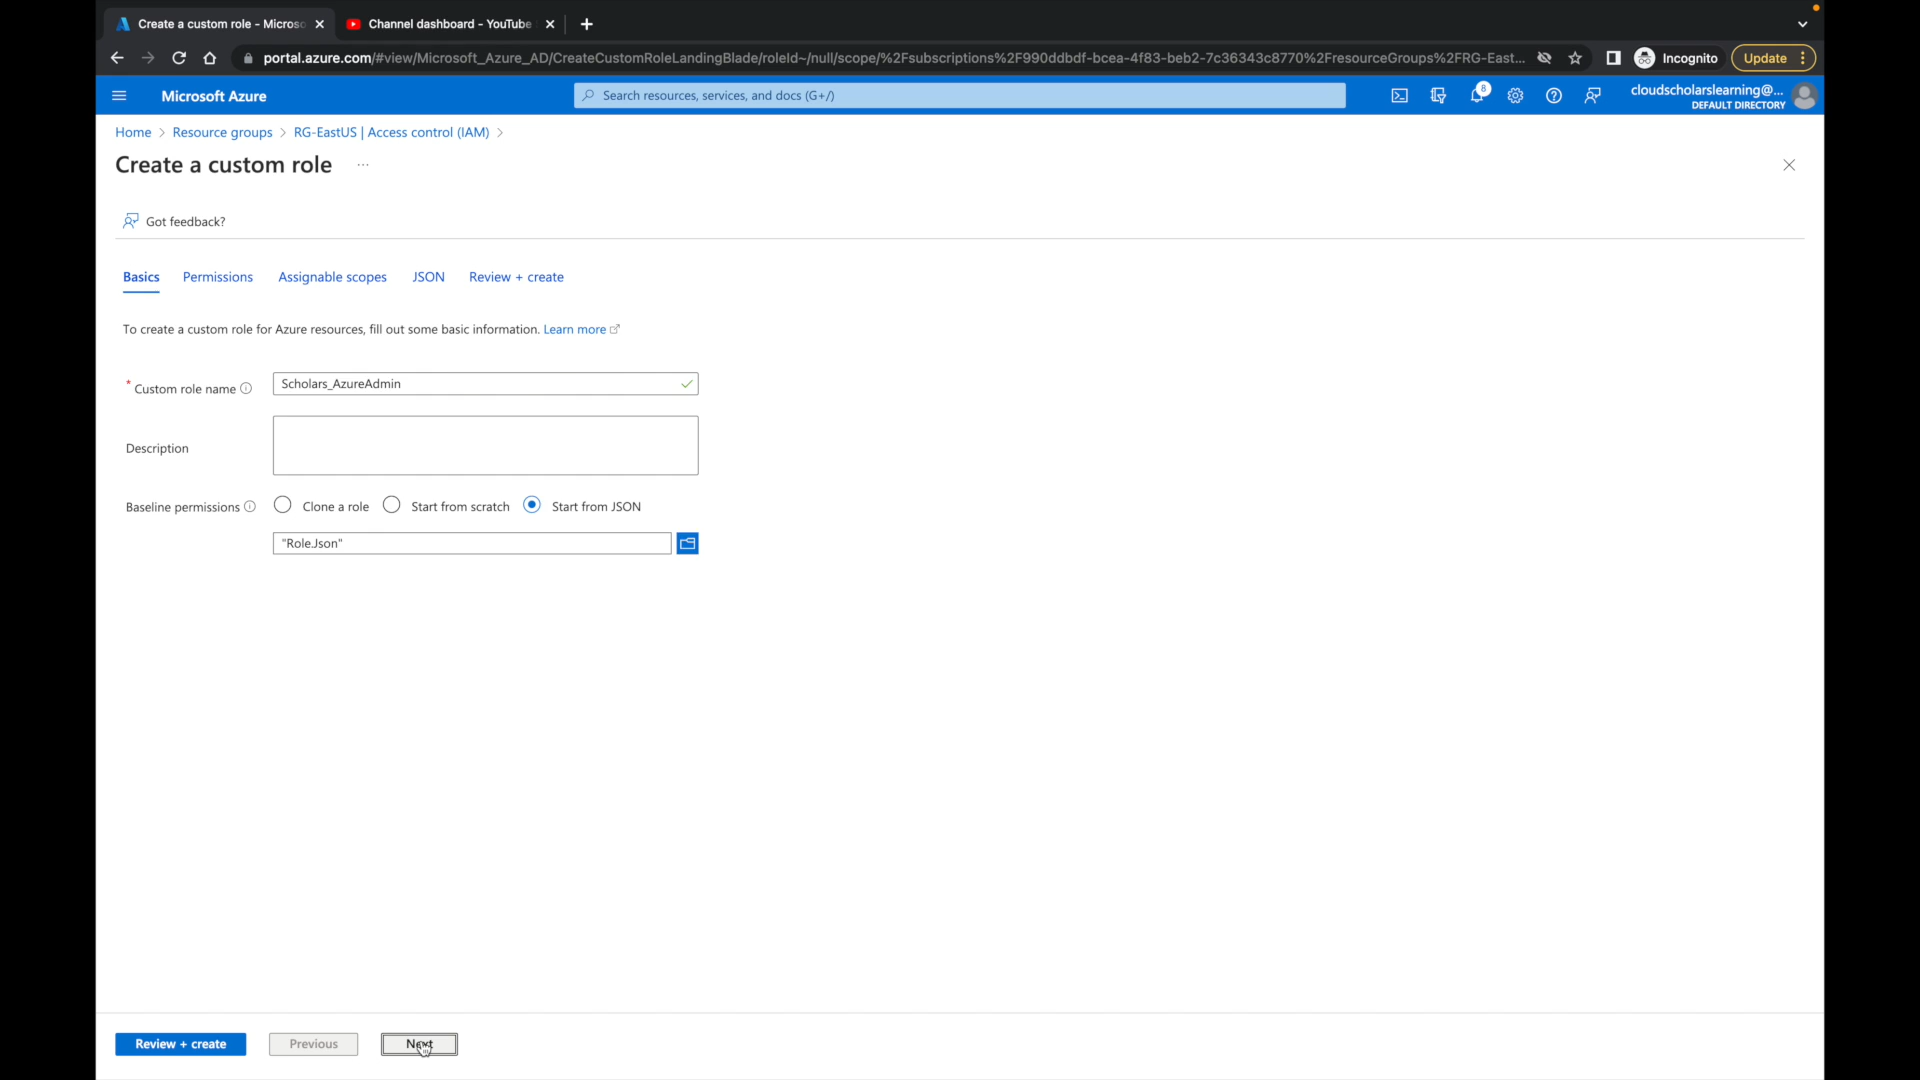 Create a custom role - Microso
Channel dashboard - YouTube
portal.azure.com/#view/Microsoft_Azure_AD/CreateCustomRoleLandingBlade/roleId~/null/scope/%2Fsubscriptions%2F990ddbdf-bcea-4f83-beb2-7c36343c8770%2FresourceGroups%2FRG-East...
Incognito
Update
Microsoft Azure
Search resources, services, and docs (G+/)
8
cloudscholarslearning@...
DEFAULT DIRECTORY
Home > Resource groups > RG-EastUS | Access control (IAM) >
Create a custom role ...
Got feedback?
Basics Permissions Assignable scopes JSON Review + create
To create a custom role for Azure resources, fill out some basic information. Learn more
* Custom role name
Scholars_AzureAdmin
Description
Baseline permissions
Clone a role Start from scratch Start from JSON
"Role.Json"
Review + create Previous Next